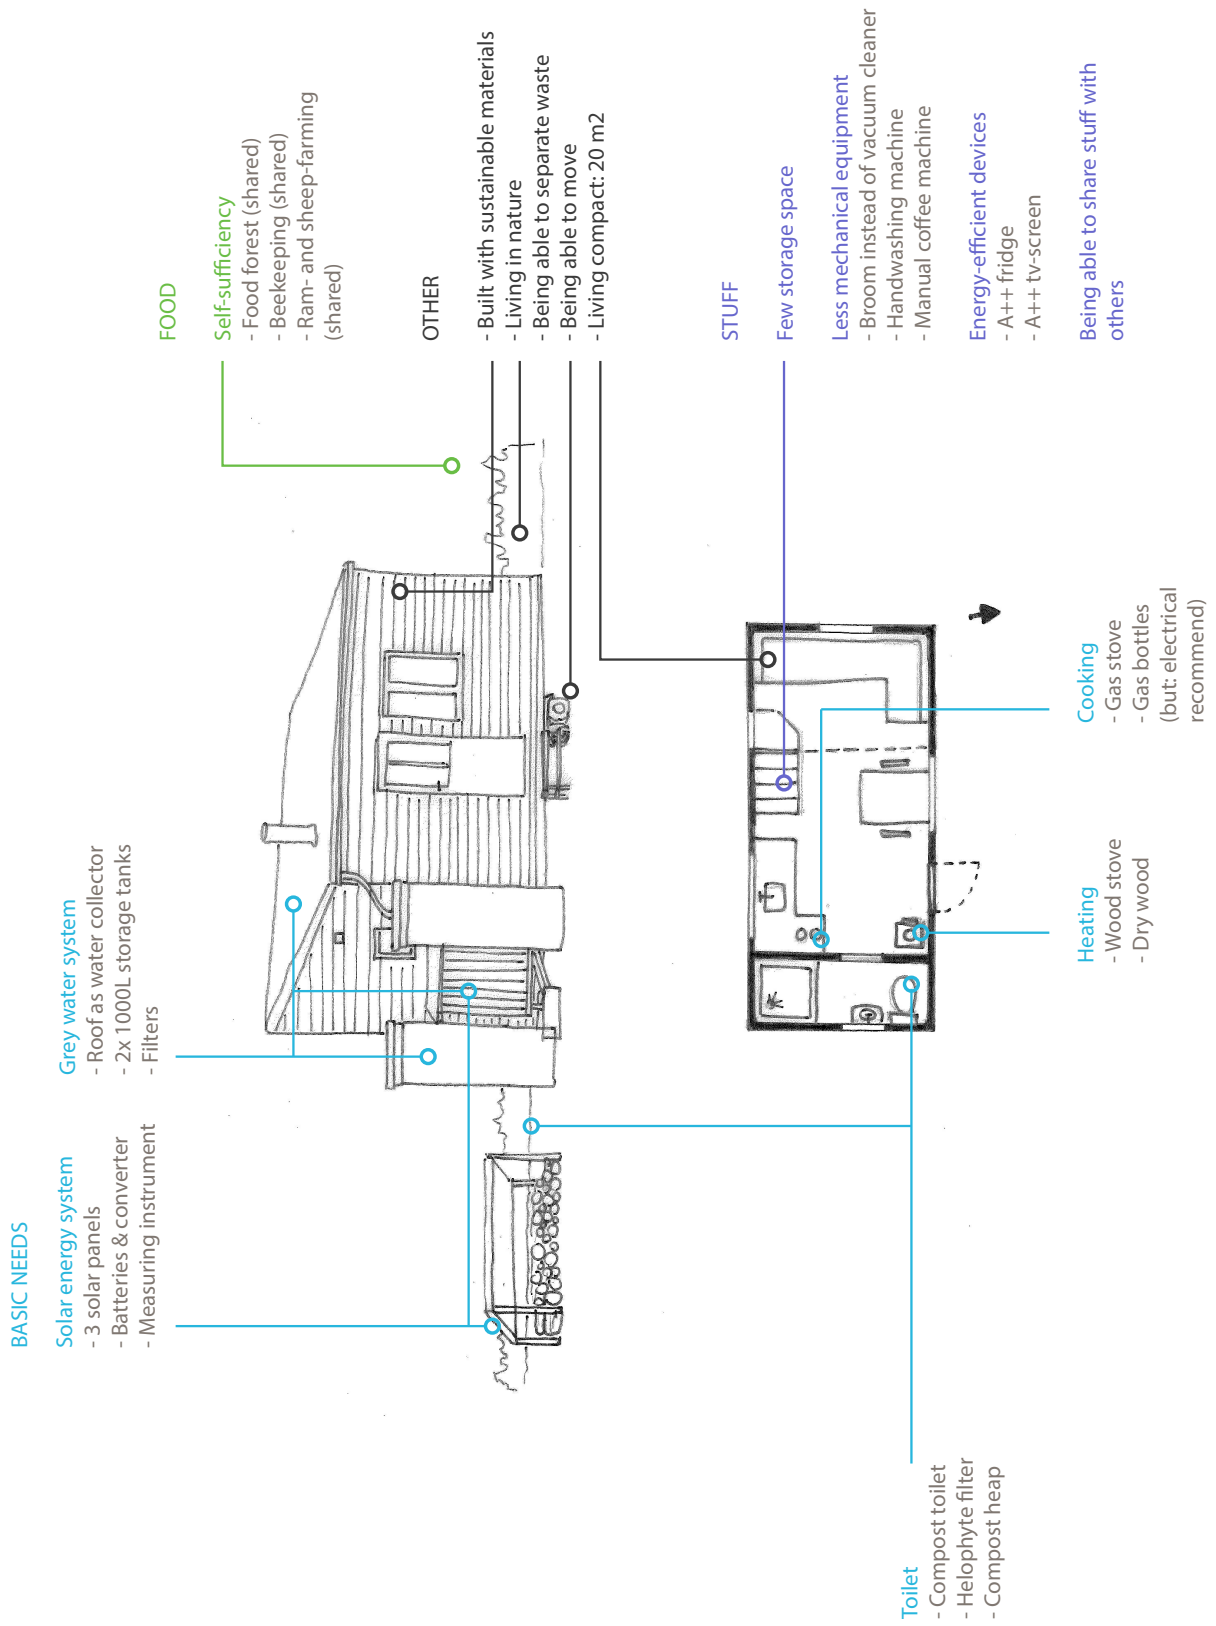 BASIC NEEDS
Solar energy system
- 3 solar panels
- Batteries & converter
- Measuring instrument
Grey water system
- Roof as water collector
- 2x 1000L storage tanks
- Filters
FOOD
Self-sufficiency
- Food forest (shared)
- Beekeeping (shared)
- Ram- and sheep-farming
(shared)
OTHER
- Built with sustainable materials
- Living in nature
- Being able to separate waste
- Being able to move
- Living compact: 20 m2
STUFF
Few storage space
Less mechanical equipment
- Broom instead of vacuum cleaner
- Handwashing machine
- Manual coffee machine
Energy-efficient devices
- A++ fridge
- A++ tv-screen
Being able to share stuff with
others
Toilet
- Compost toilet
- Helophyte filter
- Compost heap
Heating
- Wood stove
- Dry wood
Cooking
- Gas stove
- Gas bottles
(but: electrical
recommend)